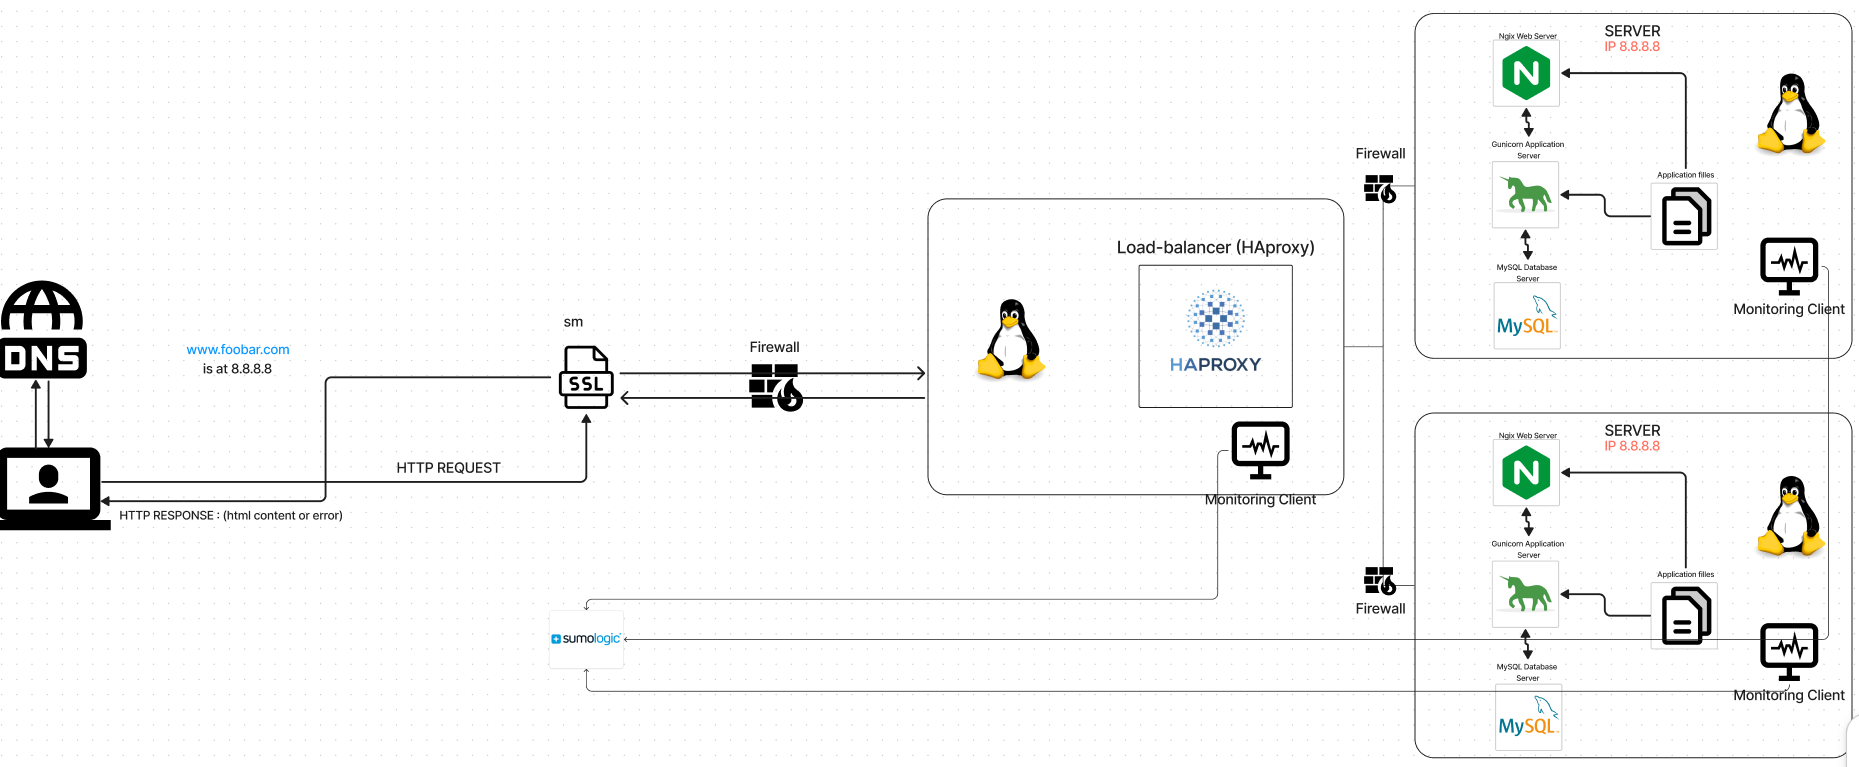 DNS
www.foobar.com
is at 8.8.8.8
HTTP REQUEST
HTTP RESPONSE : (html content or error)
sm
SSL
Firewall
Load-balancer (HAproxy)
HAPROXY
Monitoring Client
sumologic
Firewall
Firewall
SERVER
IP 8.8.8.8
Ngix Web Server
N
Gunicorn Application
Server
Application filles
MySQL Database
Server
MySQL
Monitoring Client
SERVER
IP 8.8.8.8
Ngix Web Server
N
Gunicorn Application
Server
Application filles
MySQL Database
Server
MySQL
Monitoring Client